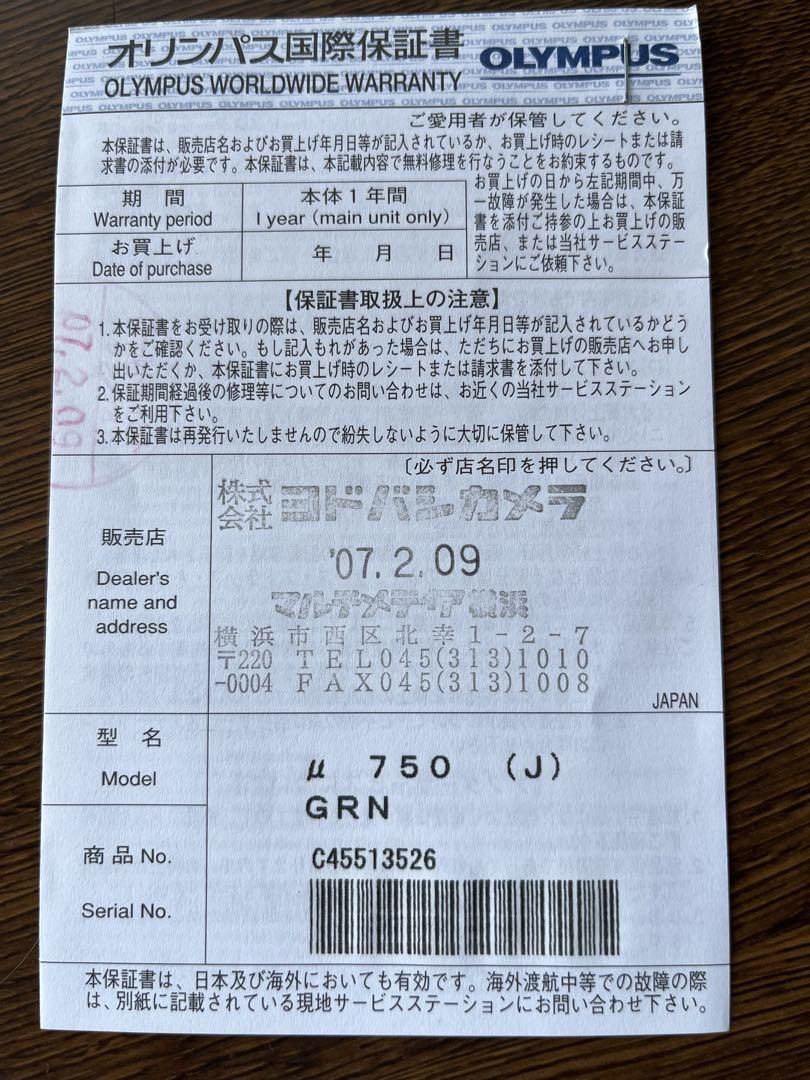 オリンパス国際保証書
OLYMPUS WORLDWIDE WARRANTY
OLYMPUS
ご愛用者が保管してください。
本保証書は、販売店名およびお買上げ年月日等が記入されているか、お買上げ時のレシートまたは請
求書の添付が必要です。本保証書は、本記載内容で無料修理を行なうことをお約束するものです。
期 間
Warranty period
本体1年間
1 year (main unit only)
お買上げ
Date of purchase
年 月 日
お買上げの日から左記期間中、万
一故障が発生した場合は、本保証
書を添付ご持参の上お買上げの販
売店、または当社サービスステー
ションにご依頼下さい。
【保証書取扱上の注意】
1. 本保証書をお受け取りの際は、販売店名およびお買上げ年月日等が記入されているかどう
かをご確認ください。もし記入もれがあった場合は、ただちにお買上げの販売店へお申し
出いただくか、本保証書にお買上げ時のレシートまたは請求書を添付して下さい。
2. 保証期間経過後の修理等についてのお問い合わせは、お近くの当社サービスステーション
をご利用下さい。
3. 本保証書は再発行いたしませんので紛失しないように大切に保管して下さい。
07.2.09
販売店
Dealer's
name and
address
〔必ず店名印を押してください。〕
株式
会社 ヨドバシカメラ
'07. 2. 09
マルチメディア横浜
横浜市西区北幸1-2-7
〒220 TEL045(313)1010
-0004 FAX045(313)1008
JAPAN
型 名
Model
μ 750 (J)
GRN
商品No.
Serial No.
C45513526
本保証書は、日本及び海外においても有効です。海外渡航中等での故障の際
は、別紙に記載されている現地サービスステーションにお問い合わせ下さい。